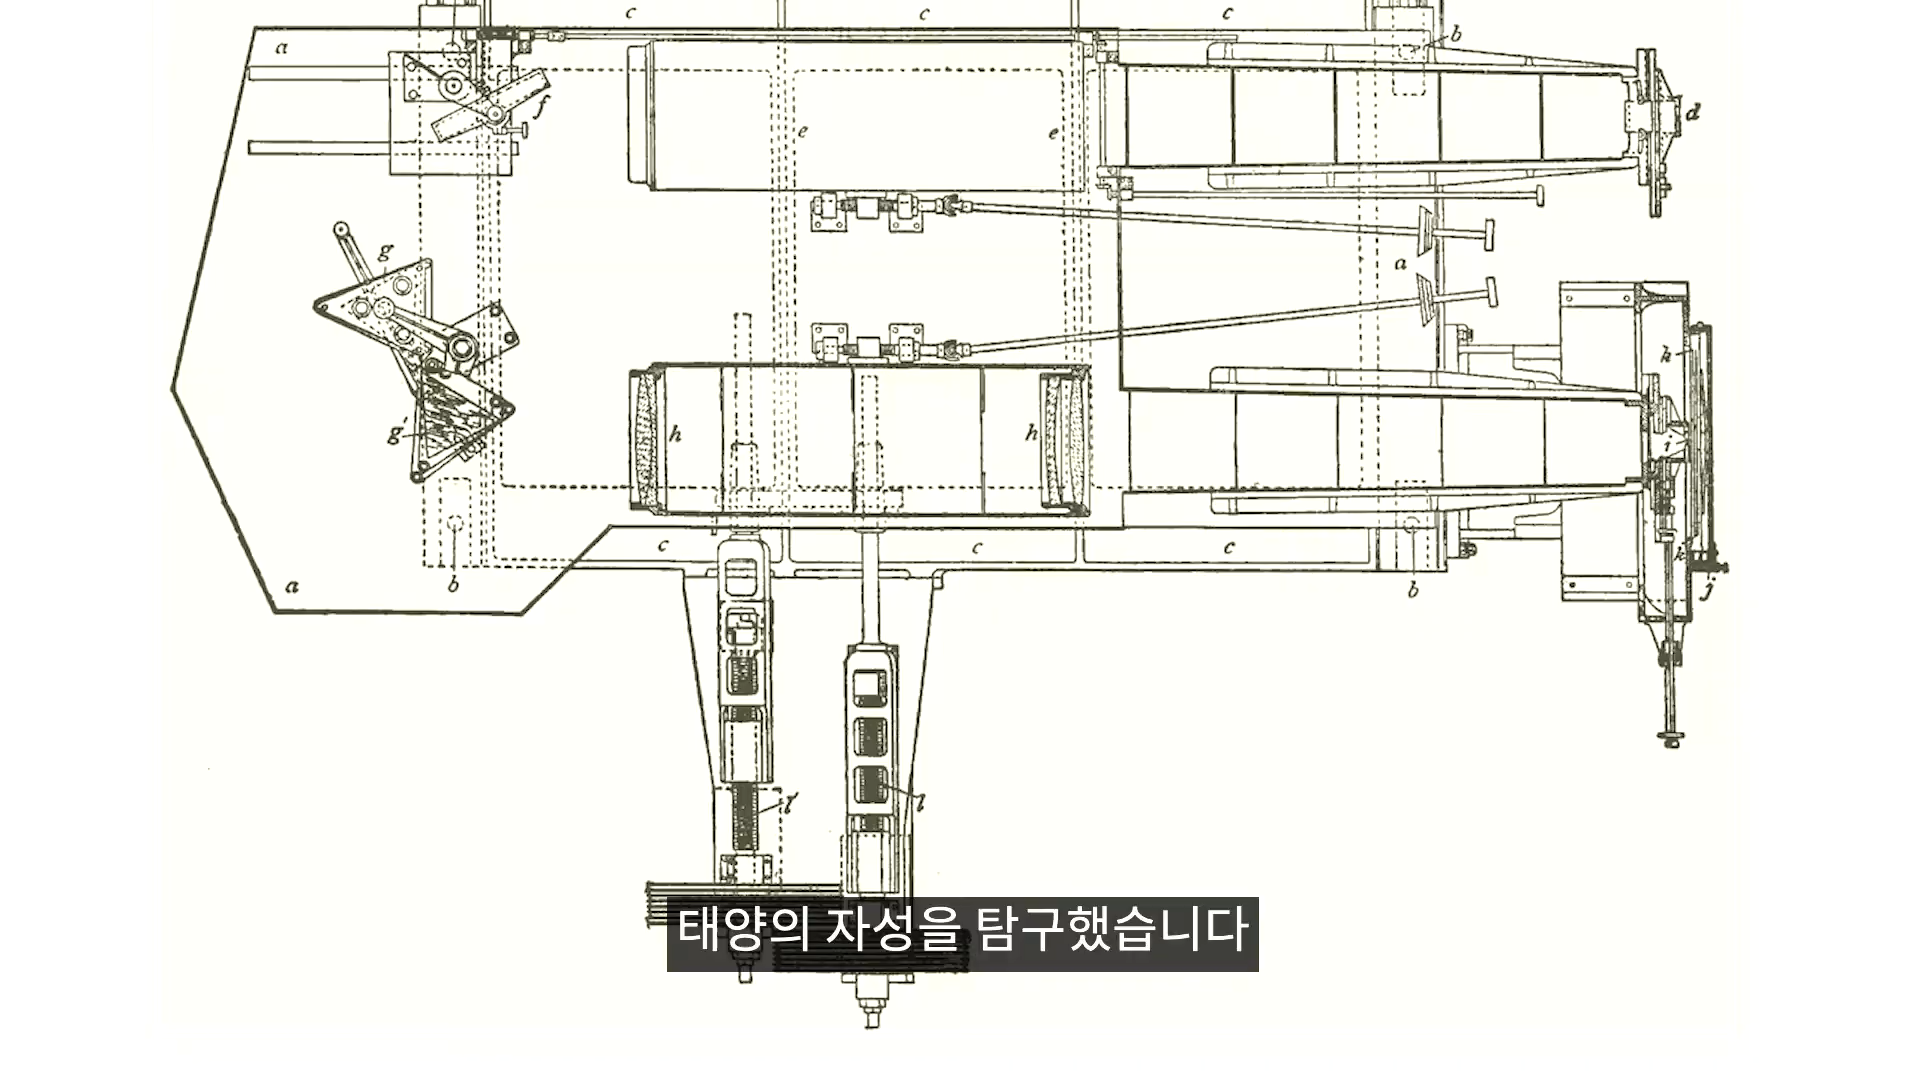 c c c
a b
f d
e e
g a
h
g' h h i
k
c c c
b a b j
l' l
태양의 자성을 탐구했습니다